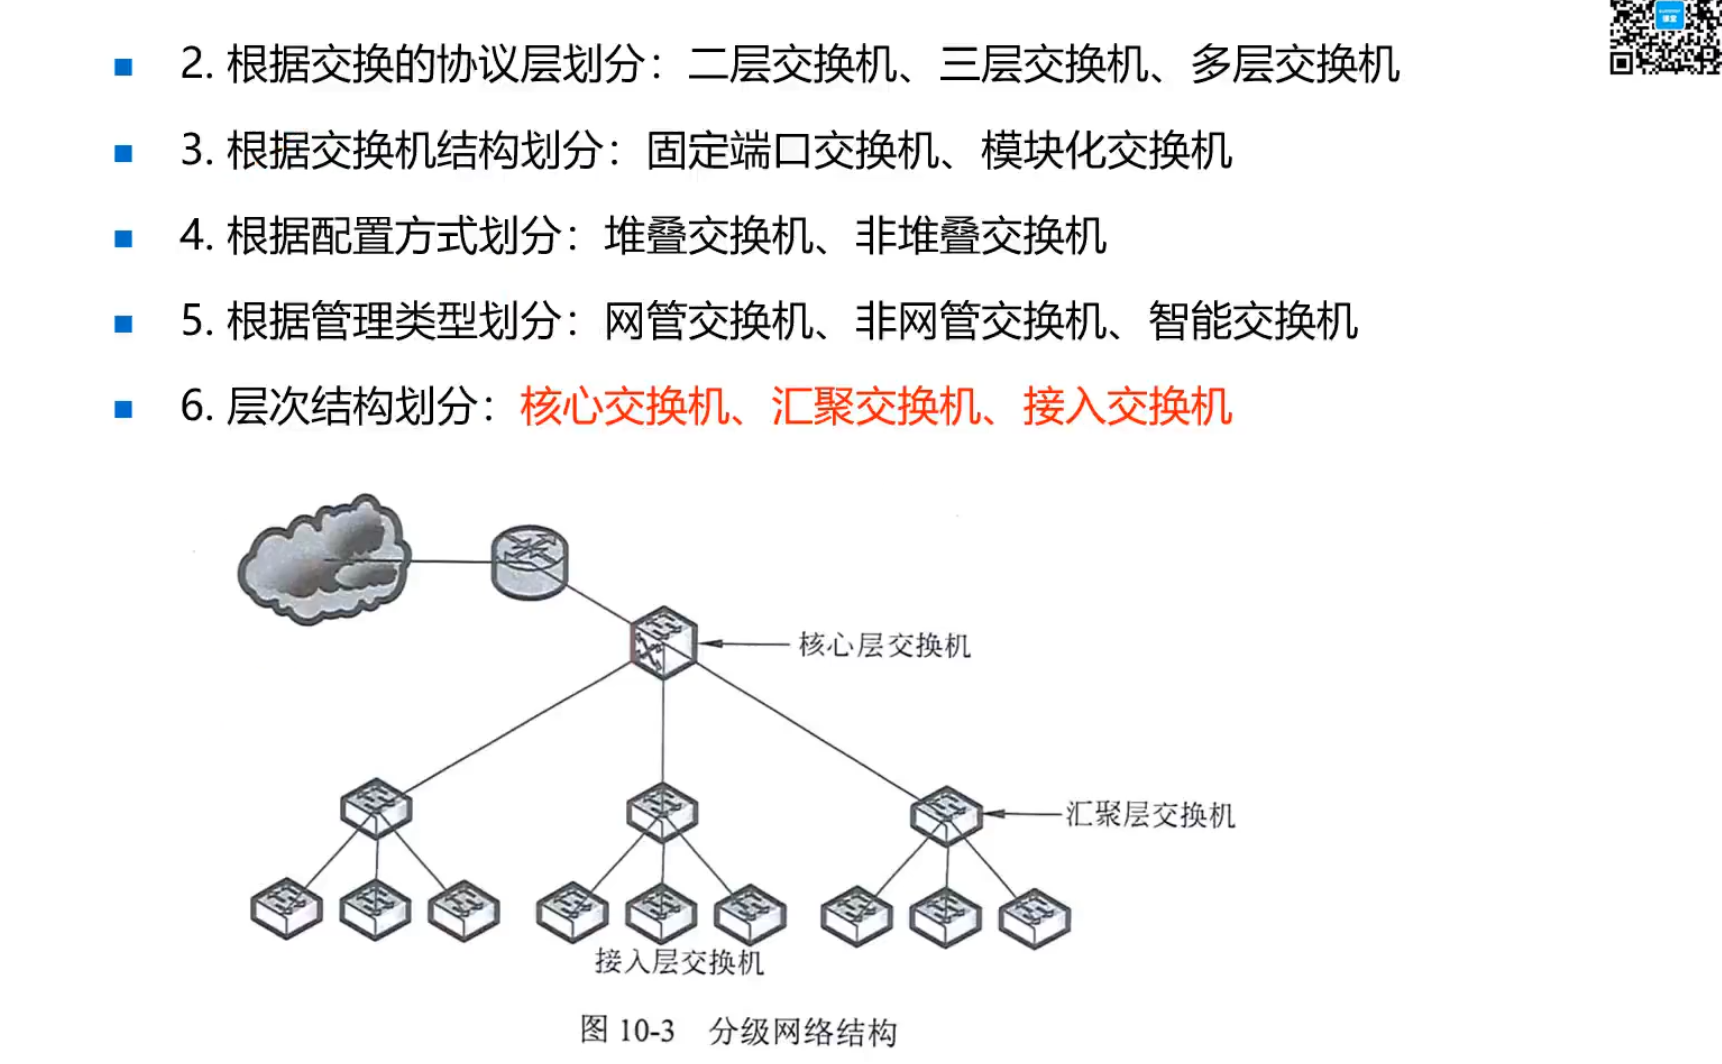 2. 根据交换的协议层划分：二层交换机、三层交换机、多层交换机
3. 根据交换机结构划分：固定端口交换机、模块化交换机
4. 根据配置方式划分：堆叠交换机、非堆叠交换机
5. 根据管理类型划分：网管交换机、非网管交换机、智能交换机
6. 层次结构划分：核心交换机、汇聚交换机、接入交换机
核心层交换机
汇聚层交换机
接入层交换机
图 10-3 分级网络结构